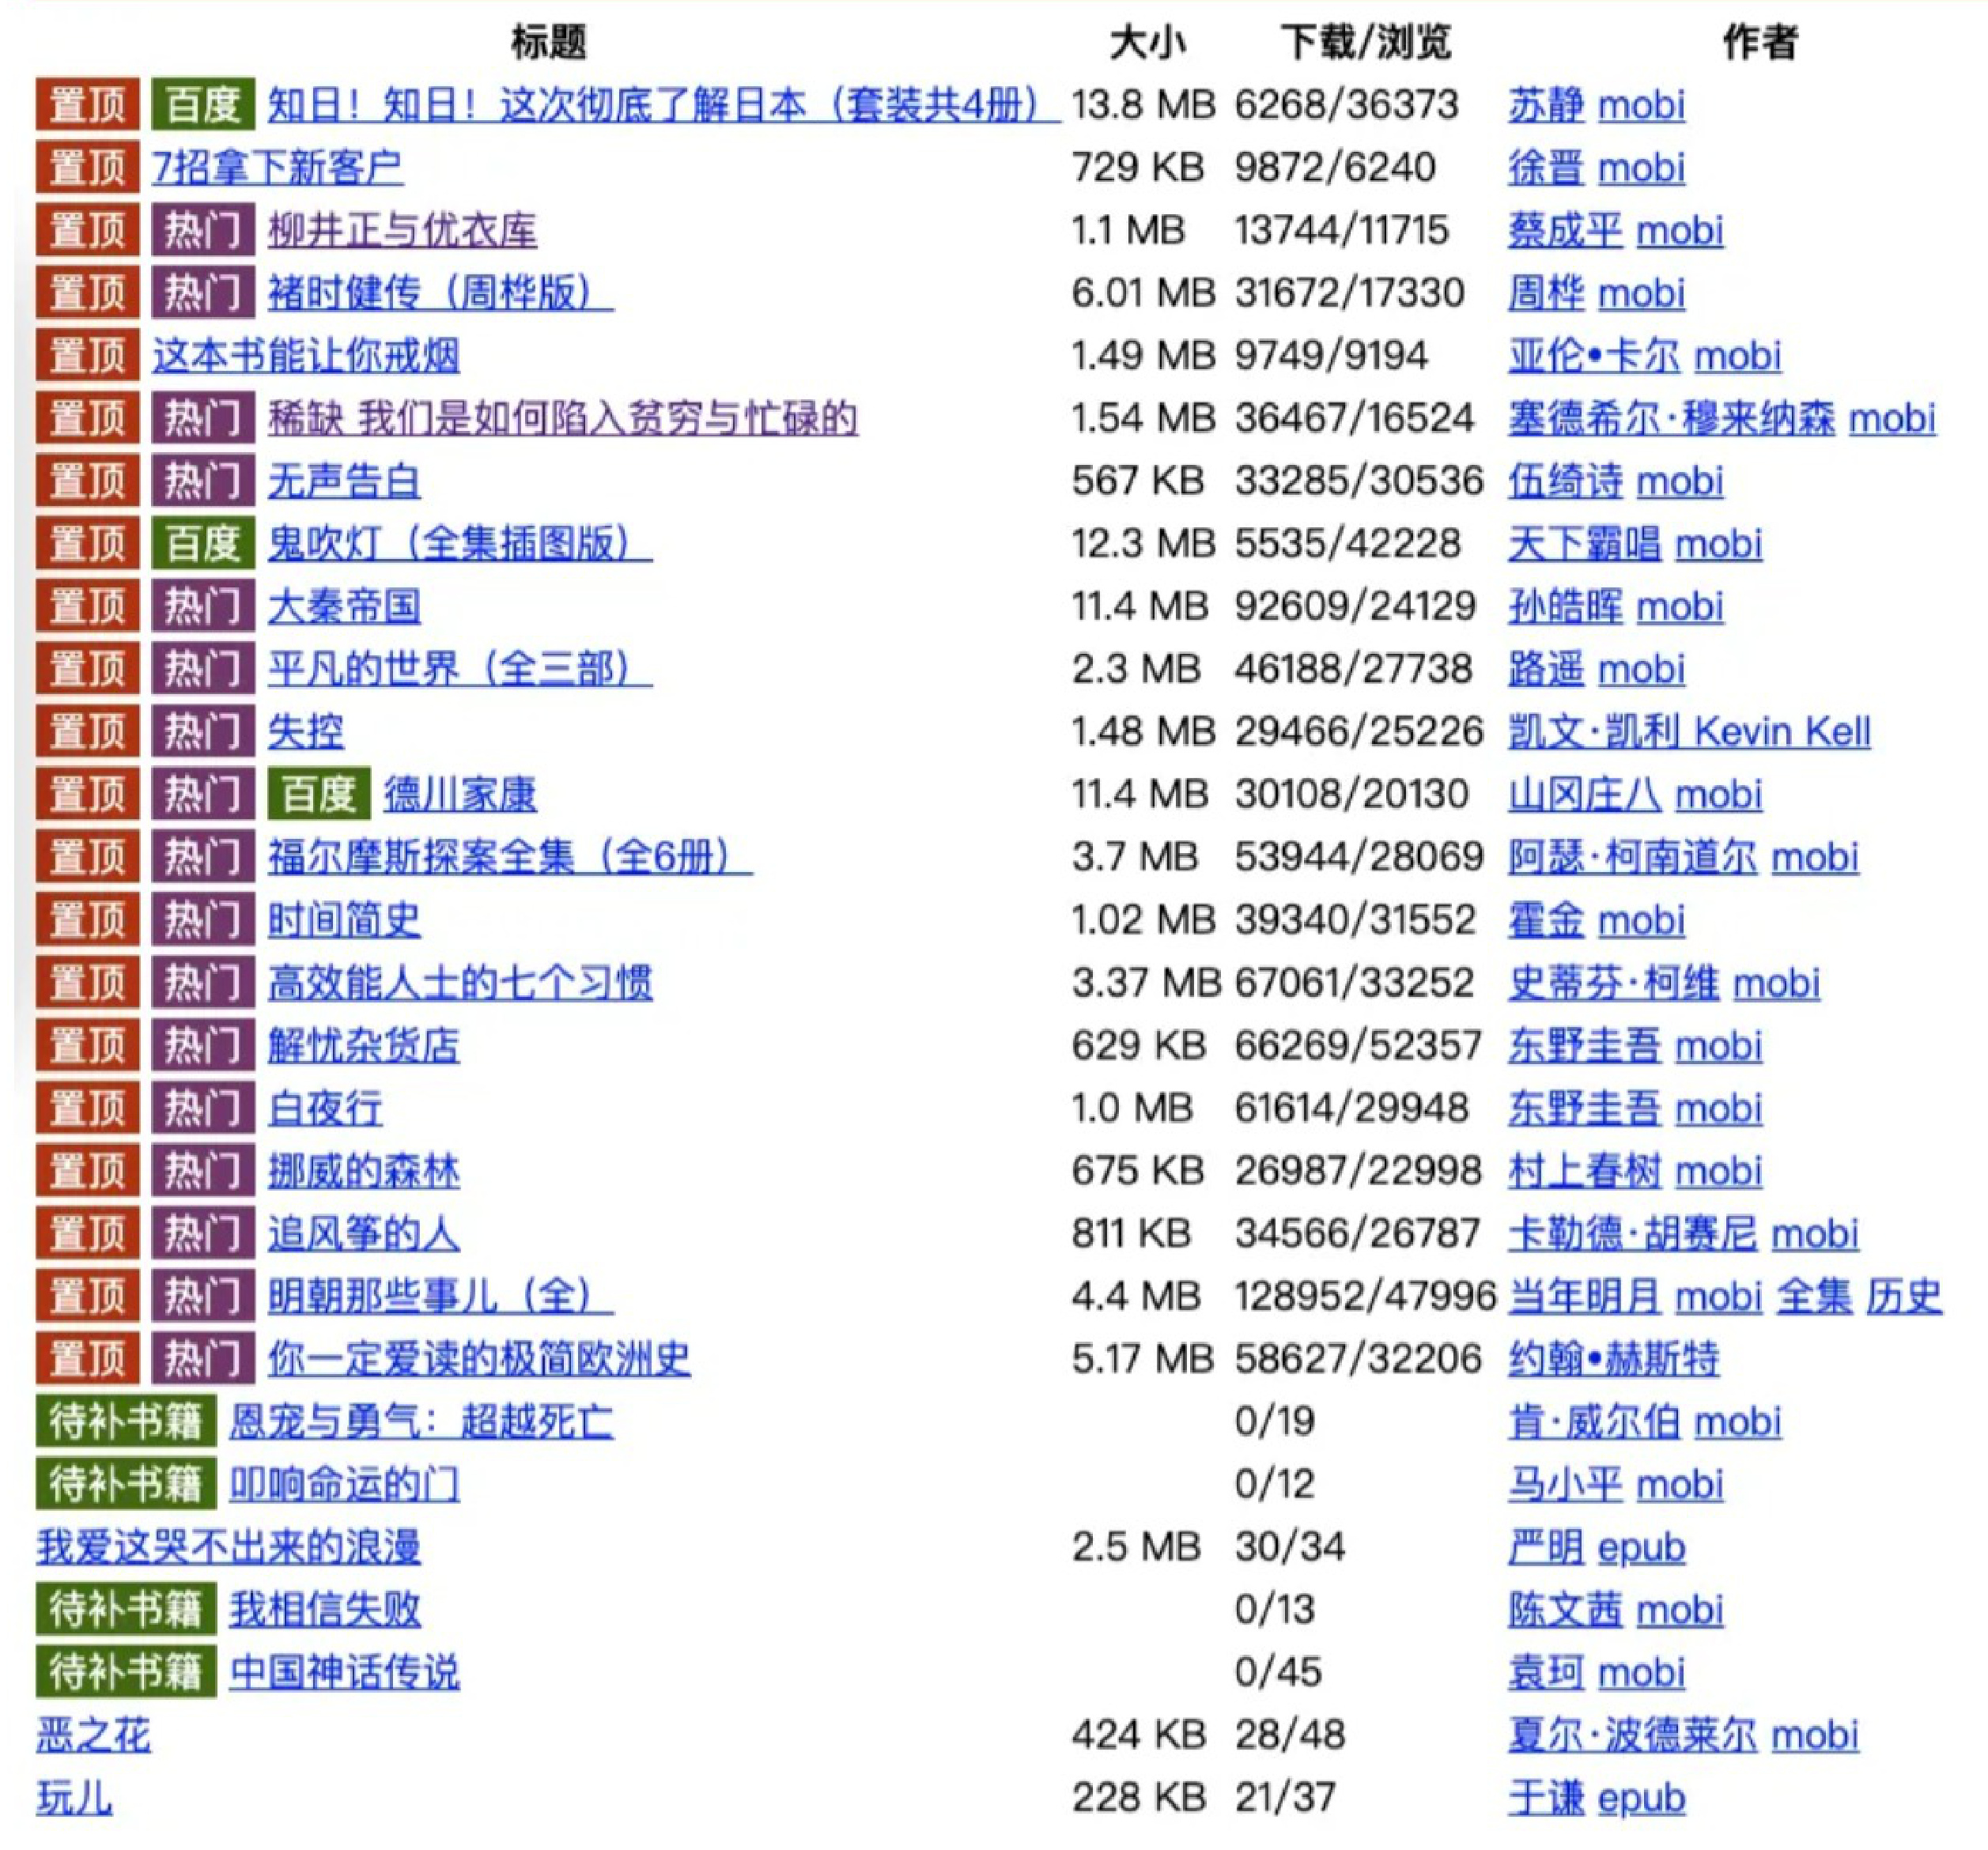 标题 大小 下载/浏览 作者
置顶 百度 知日！知日！这次彻底了解日本（套装共4册） 13.8 MB 6268/36373 苏静 mobi
置顶 7招拿下新客户 729 KB 9872/6240 徐晋 mobi
置顶 热门 柳井正与优衣库 1.1 MB 13744/11715 蔡成平 mobi
置顶 热门 褚时健传（周桦版） 6.01 MB 31672/17330 周桦 mobi
置顶 这本书能让你戒烟 1.49 MB 9749/9194 亚伦•卡尔 mobi
置顶 热门 稀缺 我们是如何陷入贫穷与忙碌的 1.54 MB 36467/16524 塞德希尔·穆来纳森 mobi
置顶 热门 无声告白 567 KB 33285/30536 伍绮诗 mobi
置顶 百度 鬼吹灯（全集插图版） 12.3 MB 5535/42228 天下霸唱 mobi
置顶 热门 大秦帝国 11.4 MB 92609/24129 孙皓晖 mobi
置顶 热门 平凡的世界（全三部） 2.3 MB 46188/27738 路遥 mobi
置顶 热门 失控 1.48 MB 29466/25226 凯文·凯利 Kevin Kell
置顶 热门 百度 德川家康 11.4 MB 30108/20130 山冈庄八 mobi
置顶 热门 福尔摩斯探案全集（全6册） 3.7 MB 53944/28069 阿瑟·柯南道尔 mobi
置顶 热门 时间简史 1.02 MB 39340/31552 霍金 mobi
置顶 热门 高效能人士的七个习惯 3.37 MB 67061/33252 史蒂芬·柯维 mobi
置顶 热门 解忧杂货店 629 KB 66269/52357 东野圭吾 mobi
置顶 热门 白夜行 1.0 MB 61614/29948 东野圭吾 mobi
置顶 热门 挪威的森林 675 KB 26987/22998 村上春树 mobi
置顶 热门 追风筝的人 811 KB 34566/26787 卡勒德·胡赛尼 mobi
置顶 热门 明朝那些事儿（全） 4.4 MB 128952/47996 当年明月 mobi 全集 历史
置顶 热门 你一定爱读的极简欧洲史 5.17 MB 58627/32206 约翰•赫斯特
待补书籍 恩宠与勇气：超越死亡 0/19 肯·威尔伯 mobi
待补书籍 叩响命运的门 0/12 马小平 mobi
我爱这哭不出来的浪漫 2.5 MB 30/34 严明 epub
待补书籍 我相信失败 0/13 陈文茜 mobi
待补书籍 中国神话传说 0/45 袁珂 mobi
恶之花 424 KB 28/48 夏尔·波德莱尔 mobi
玩儿 228 KB 21/37 于谦 epub